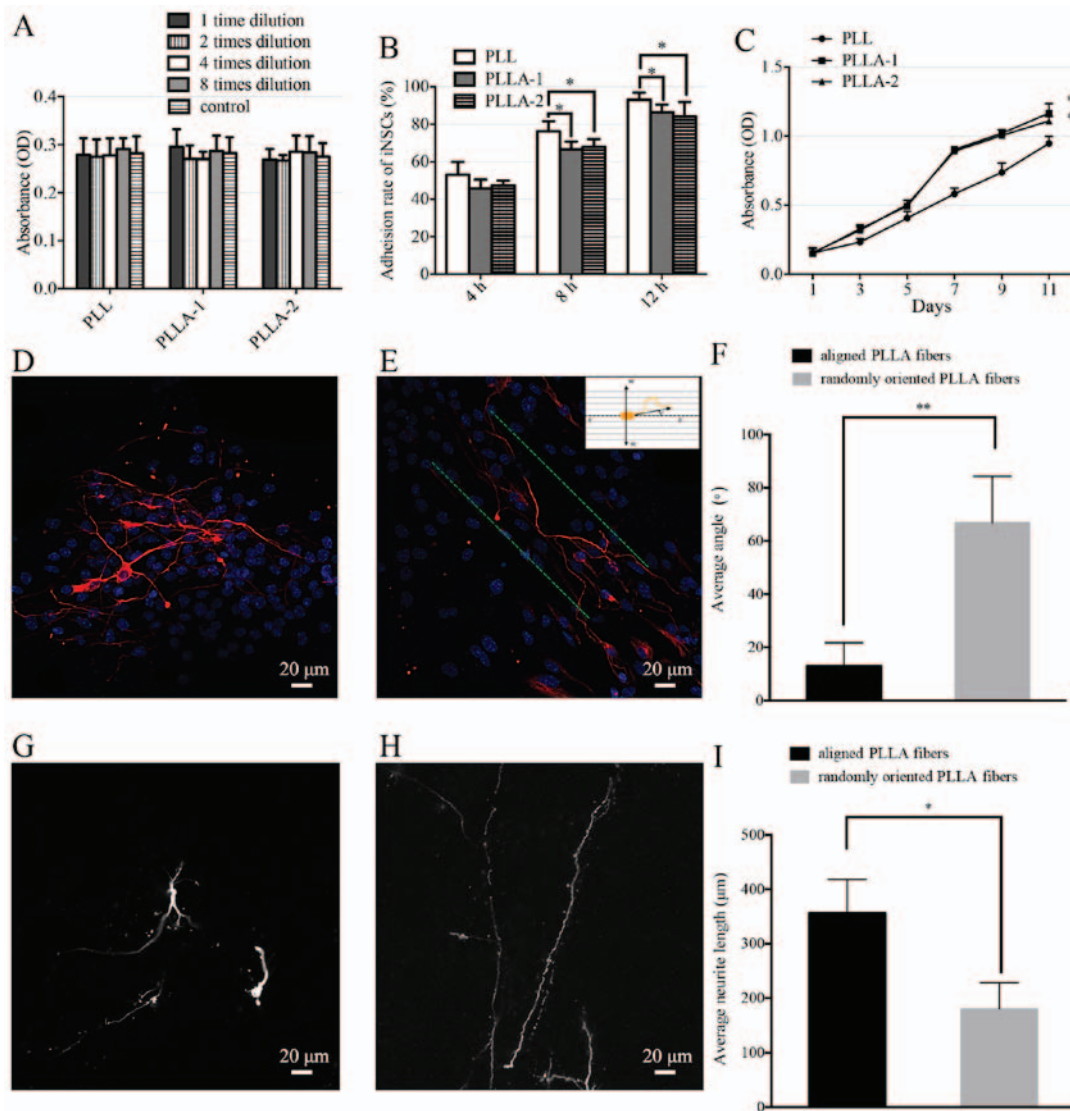 A
1 time dilution
2 times dilution
4 times dilution
8 times dilution
control
Absorbance (OD)
0.4
0.3
0.2
0.1
0.0
PLL
PLLA-1
PLLA-2
B
PLL
PLLA-1
PLLA-2
Adhcision rate of iNSCs (%)
100
80
60
40
20
0
* * * *
4 h
8 h
12 h
C
PLL
PLLA-1
PLLA-2
Absorbance (OD)
1.5
1.0
0.5
0.0
1 3 5 7 9 11
Days
D
20 μm
E
20 μm
F
aligned PLLA fibers
randomly oriented PLLA fibers
**
Average angle (°)
100
80
60
40
20
0
G
20 μm
H
20 μm
I
aligned PLLA fibers
randomly oriented PLLA fibers
*
Average neurite length (μm)
500
400
300
200
100
0